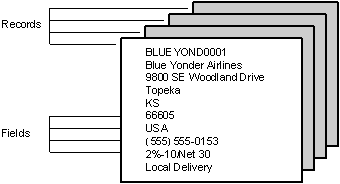 Records
BLUE YOND0001
Blue Yonder Airlines
9800 SE Woodland Drive
Topeka
KS
66605
USA
(555) 555-0153
2%-10/Net 30
Local Delivery
Fields